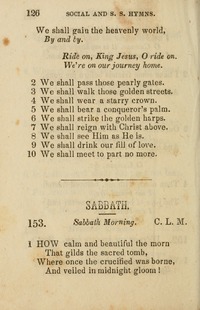 126 SOCIAL AND S. S. HYMNS.
We shall gain the heavenly world,
By and by.
Ride on, King Jesus, O ride on.
We're on our journey home.
2 We shall pass those pearly gates.
3 We shall walk those golden streets.
4 We shall wear a starry crown.
5 We shall bear a conqueror's palm.
6 We shall strike the golden harps.
7 We shall reign with Christ above.
8 We shall see Him as He is.
9 We shall drink our fill of love.
10 We shall meet to part no more.
SABBATH.
153. Sabbath Morning. C. L. M.
1 HOW calm and beautiful the morn
That gilds the sacred tomb,
Where once the crucified was borne,
And veiled in midnight gloom!